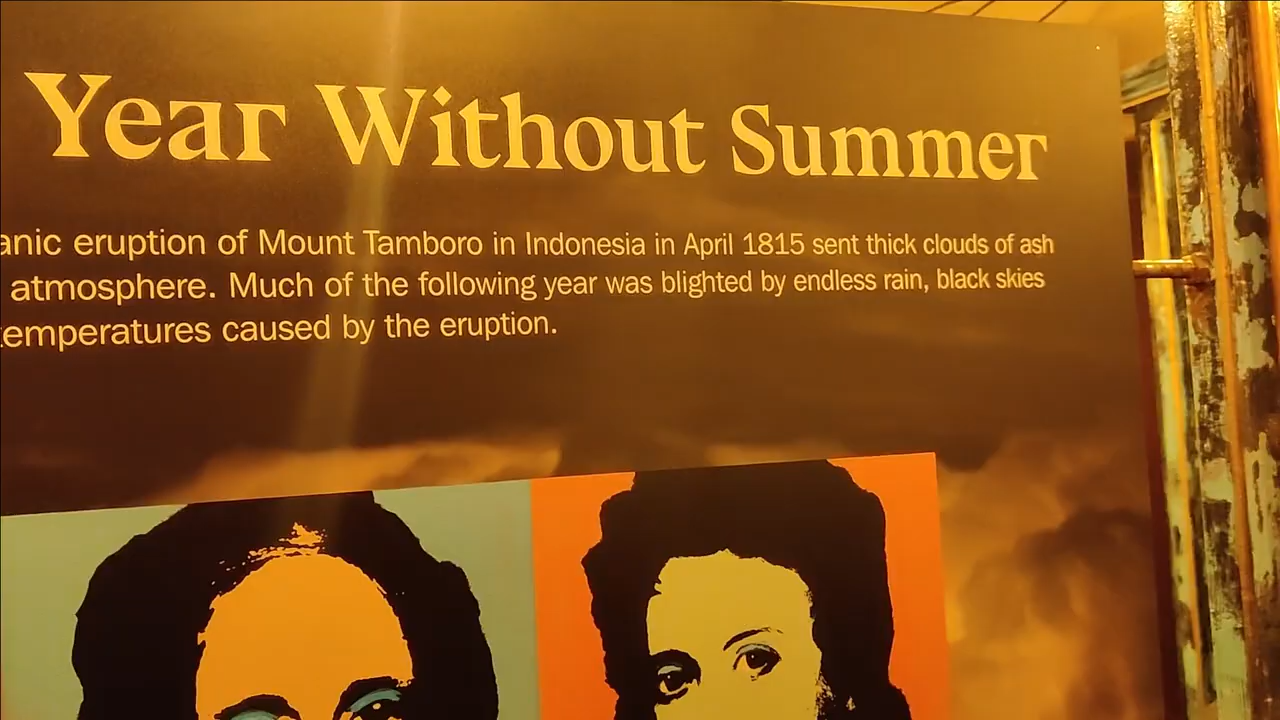 Year Without Summer
anic eruption of Mount Tamboro in Indonesia in April 1815 sent thick clouds of ash
atmosphere. Much of the following year was blighted by endless rain, black skies
temperatures caused by the eruption.